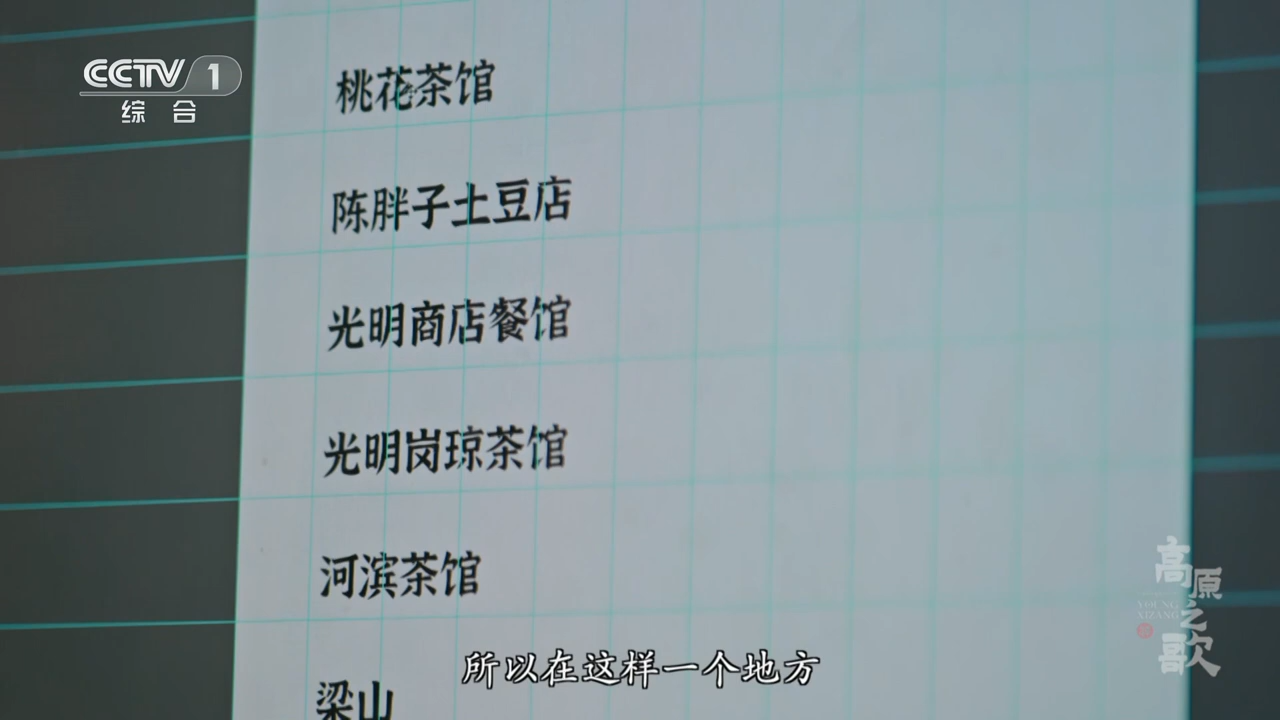 CCTV 1
综合
桃花茶馆
陈胖子土豆店
光明商店餐馆
光明岗琼茶馆
河滨茶馆
梁山
所以在这样一个地方
高原之歌
YOUNG
XIZANG